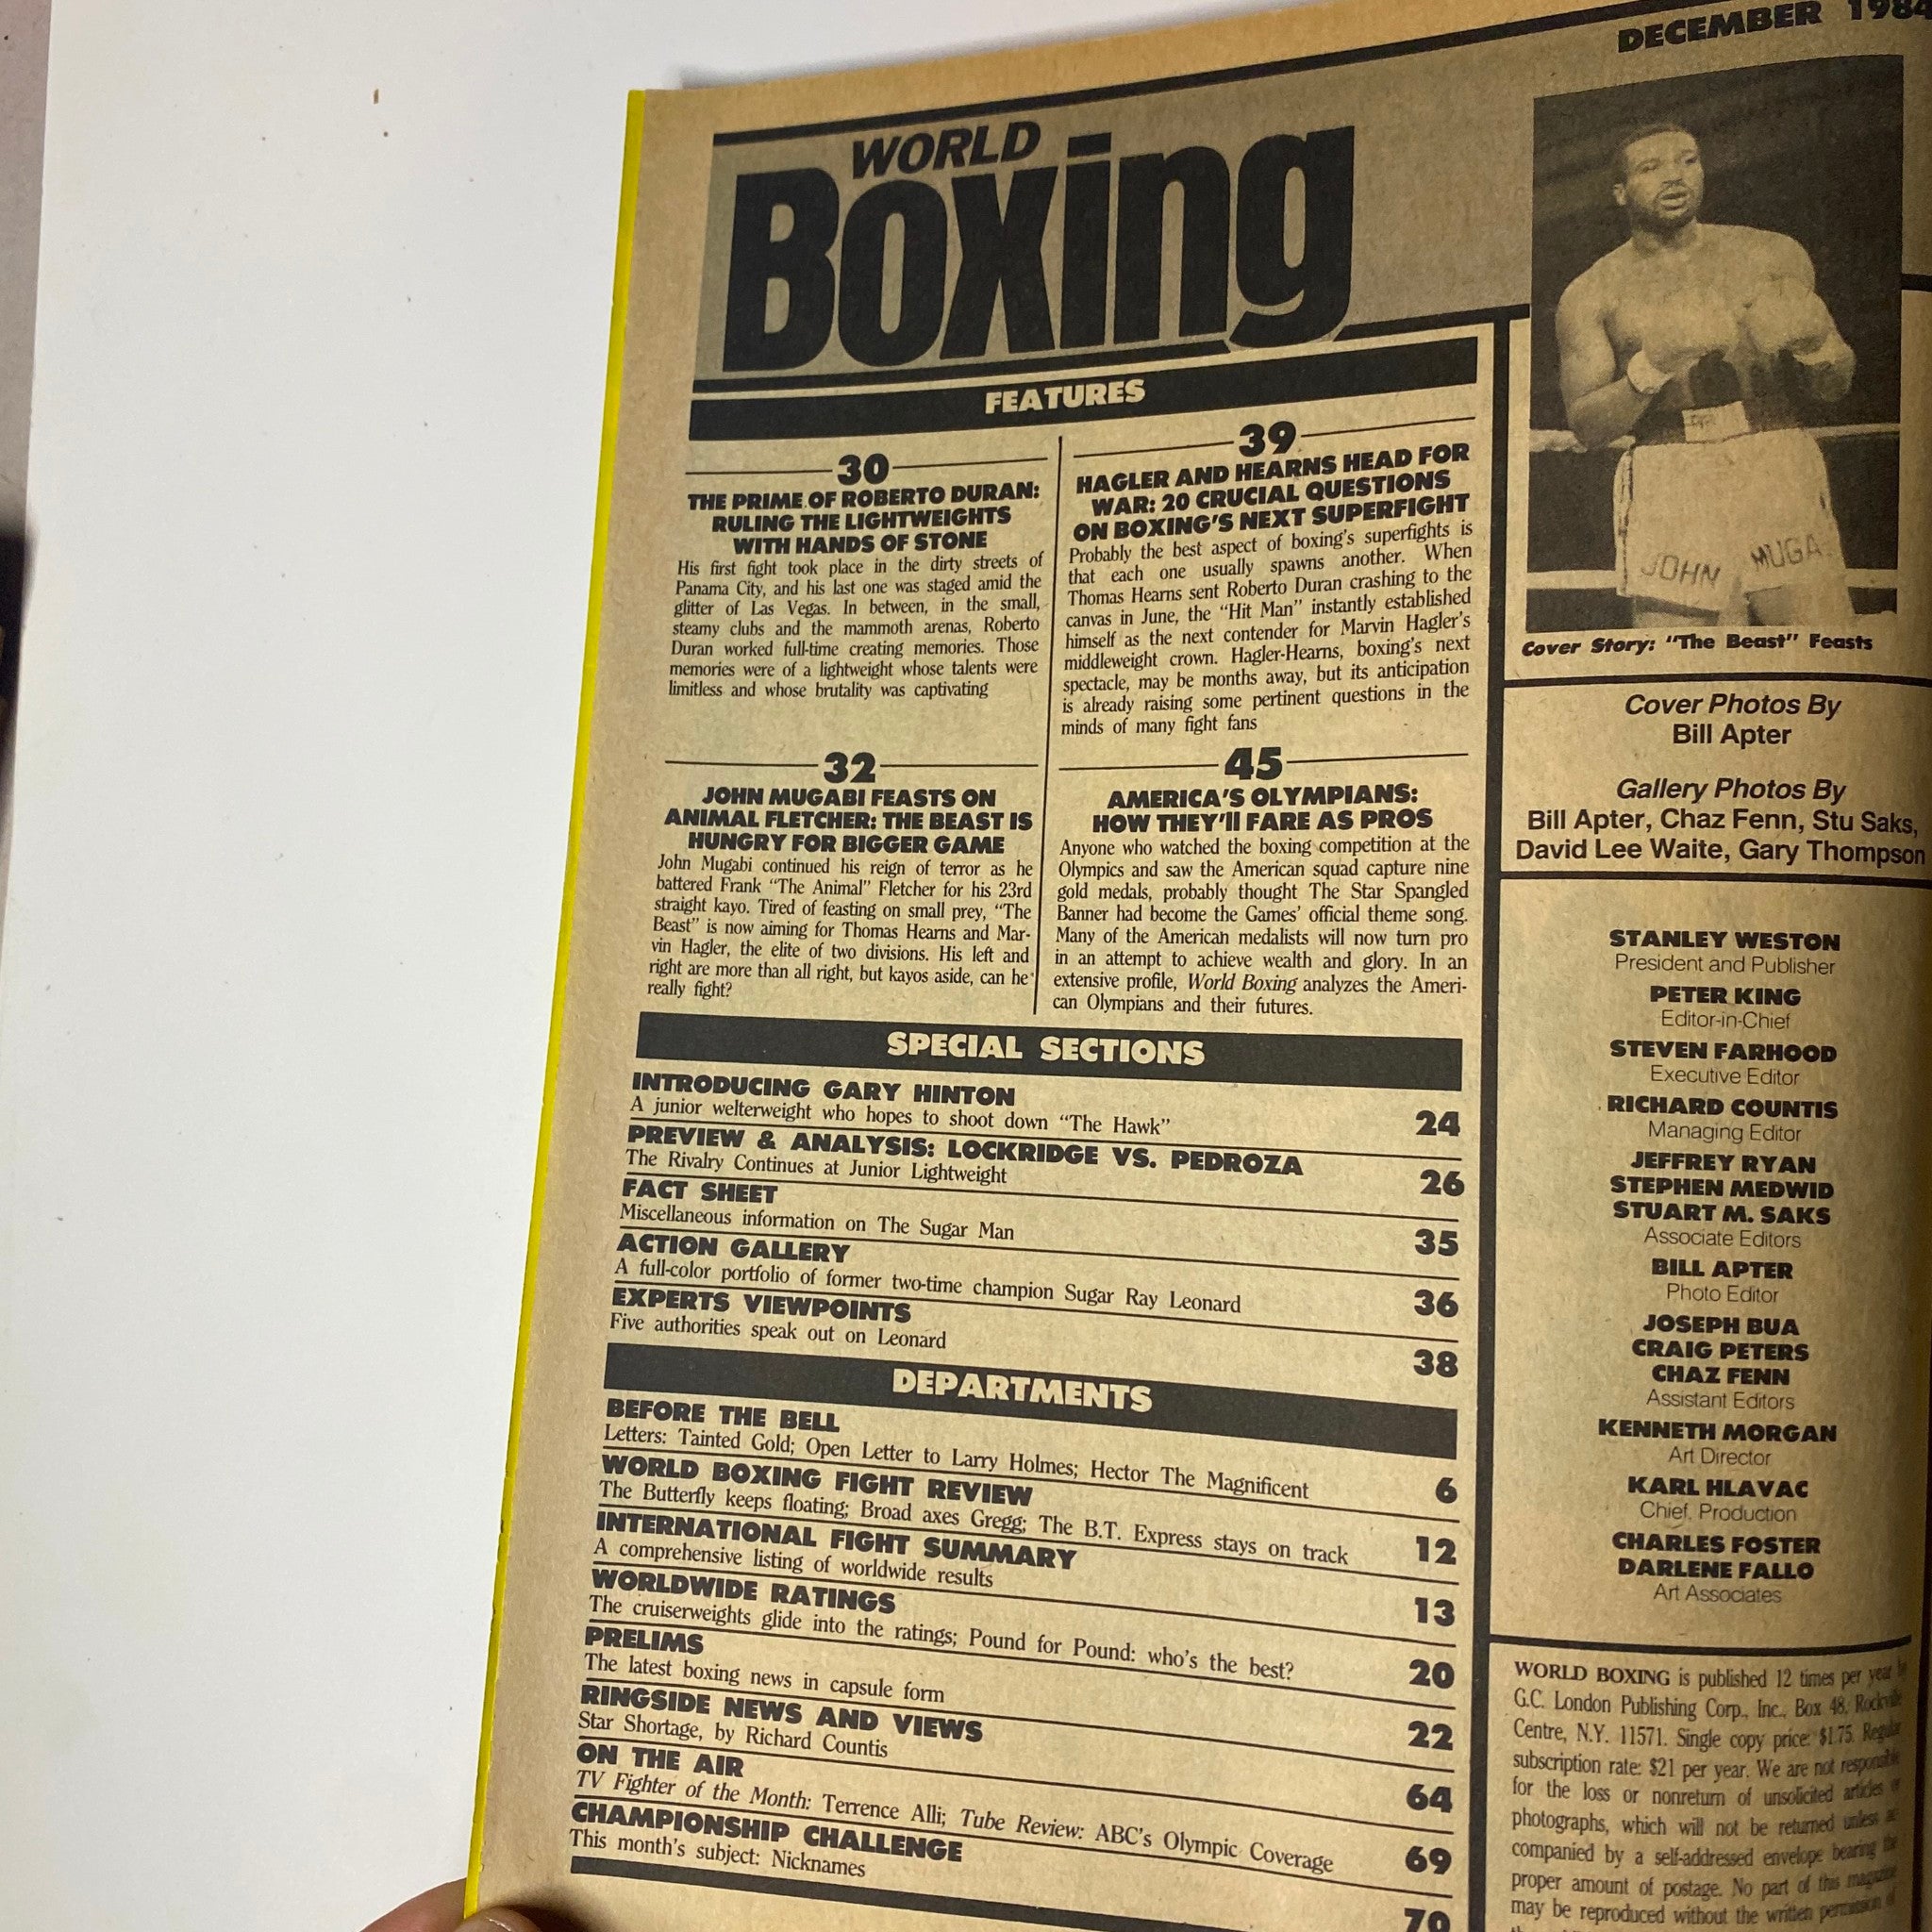 DECEMBER 1984
WORLD
BOXING
FEATURES
30
THE PRIME OF ROBERTO DURAN:
RULING THE LIGHTWEIGHTS
WITH HANDS OF STONE
His first fight took place in the dirty streets of
Panama City, and his last one was staged amid the
glitter of Las Vegas. In between, in the small,
steamy clubs and the mammoth arenas, Roberto
Duran worked full-time creating memories. Those
memories were of a lightweight whose talents were
limitless and whose brutality was captivating
32
JOHN MUGABI FEASTS ON
ANIMAL FLETCHER: THE BEAST IS
HUNGRY FOR BIGGER GAME
John Mugabi continued his reign of terror as he
battered Frank “The Animal” Fletcher for his 23rd
straight kayo. Tired of feasting on small prey, “The
Beast” is now aiming for Thomas Hearns and Mar-
vin Hagler, the elite of two divisions. His left and
right are more than all right, but kayos aside, can he
really fight?
39
HAGLER AND HEARNS HEAD FOR
WAR: 20 CRUCIAL QUESTIONS
ON BOXING'S NEXT SUPERFIGHT
Probably the best aspect of boxing's superfights is
that each one usually spawns another. When
Thomas Hearns sent Roberto Duran crashing to the
canvas in June, the “Hit Man” instantly established
himself as the next contender for Marvin Hagler's
middleweight crown. Hagler-Hearns, boxing's next
spectacle, may be months away, but its anticipation
is already raising some pertinent questions in the
minds of many fight fans
45
AMERICA'S OLYMPIANS:
HOW THEY'll FARE AS PROS
Anyone who watched the boxing competition at the
Olympics and saw the American squad capture nine
gold medals, probably thought The Star Spangled
Banner had become the Games' official theme song.
Many of the American medalists will now turn pro
in an attempt to achieve wealth and glory. In an
extensive profile, World Boxing analyzes the Ameri-
can Olympians and their futures.
SPECIAL SECTIONS
INTRODUCING GARY HINTON
A junior welterweight who hopes to shoot down “The Hawk” 24
PREVIEW & ANALYSIS: LOCKRIDGE VS. PEDROZA
The Rivalry Continues at Junior Lightweight 26
FACT SHEET
Miscellaneous information on The Sugar Man 35
ACTION GALLERY
A full-color portfolio of former two-time champion Sugar Ray Leonard 36
EXPERTS VIEWPOINTS
Five authorities speak out on Leonard 38
DEPARTMENTS
BEFORE THE BELL
Letters: Tainted Gold; Open Letter to Larry Holmes; Hector The Magnificent 6
WORLD BOXING FIGHT REVIEW
The Butterfly keeps floating; Broad axes Gregg; The B.T. Express stays on track 12
INTERNATIONAL FIGHT SUMMARY
A comprehensive listing of worldwide results 13
WORLDWIDE RATINGS
The cruiserweights glide into the ratings; Pound for Pound: who's the best? 20
PRELIMS
The latest boxing news in capsule form 22
RINGSIDE NEWS AND VIEWS
Star Shortage, by Richard Countis 64
ON THE AIR
TV Fighter of the Month: Terrence Alli; Tube Review: ABC's Olympic Coverage 69
CHAMPIONSHIP CHALLENGE
This month's subject: Nicknames 70
JOHN MUGA
Cover Story: “The Beast” Feasts
Cover Photos By
Bill Apter
Gallery Photos By
Bill Apter, Chaz Fenn, Stu Saks,
David Lee Waite, Gary Thompson
STANLEY WESTON
President and Publisher
PETER KING
Editor-in-Chief
STEVEN FARHOOD
Executive Editor
RICHARD COUNTIS
Managing Editor
JEFFREY RYAN
STEPHEN MEDWID
STUART M. SAKS
Associate Editors
BILL APTER
Photo Editor
JOSEPH BUA
CRAIG PETERS
CHAZ FENN
Assistant Editors
KENNETH MORGAN
Art Director
KARL HLAVAC
Chief, Production
CHARLES FOSTER
DARLENE FALLO
Art Associates
WORLD BOXING is published 12 times per year by
G.C. London Publishing Corp., Inc., Box 48, Rockville
Centre, N.Y. 11571. Single copy price: $1.75. Regular
subscription rate: $21 per year. We are not responsible
for the loss or nonreturn of unsolicited articles or
photographs, which will not be returned unless ac
companied by a self-addressed envelope bearing the
proper amount of postage. No part of this magazine
may be reproduced without the written permission of